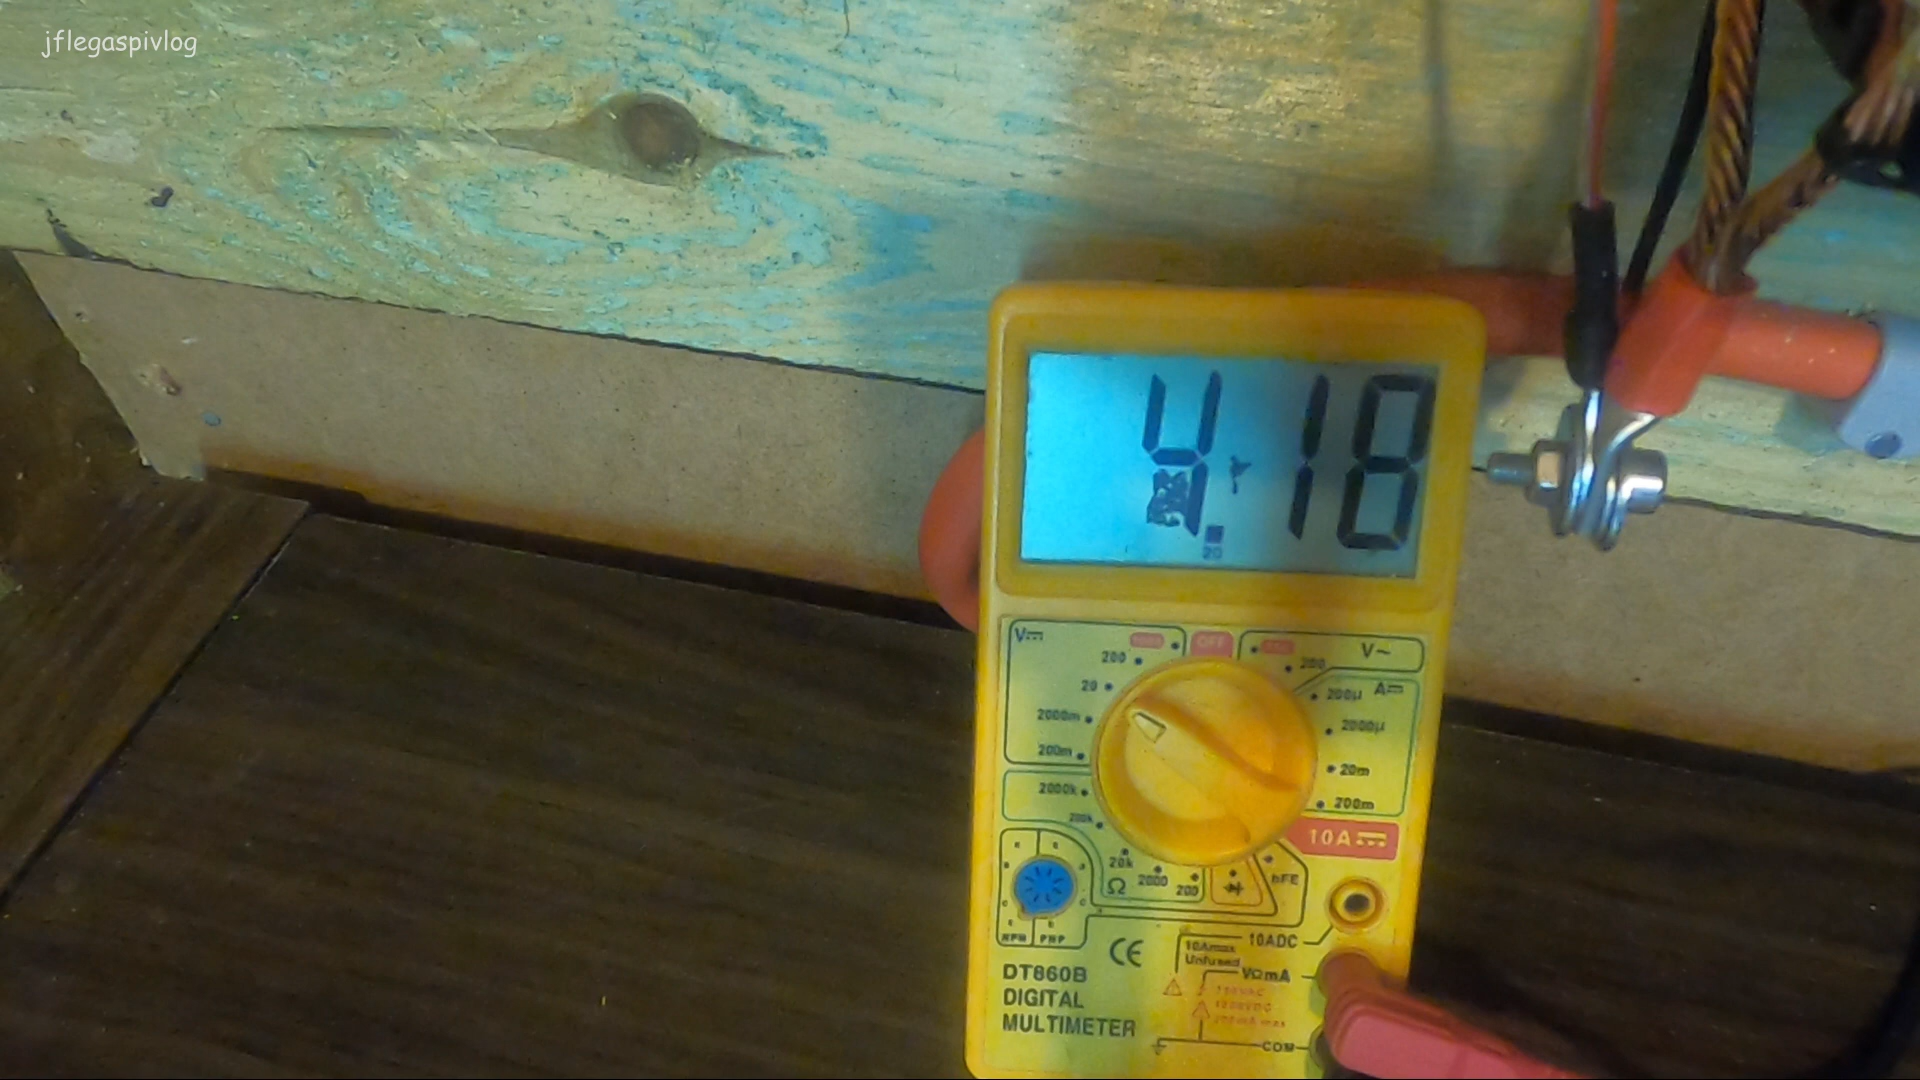 jflegaspivlog
4.18
20
V
OFF
V~
200
200
20
200µ
A
2000m
2000µ
200m
20m
2000k
200m
200k
10A
20k
Ω
2000
200
hFE
NPN
PNP
CE
10ADC
10Amax
Unfused
VΩmA
DT860B
DIGITAL
MULTIMETER
COM